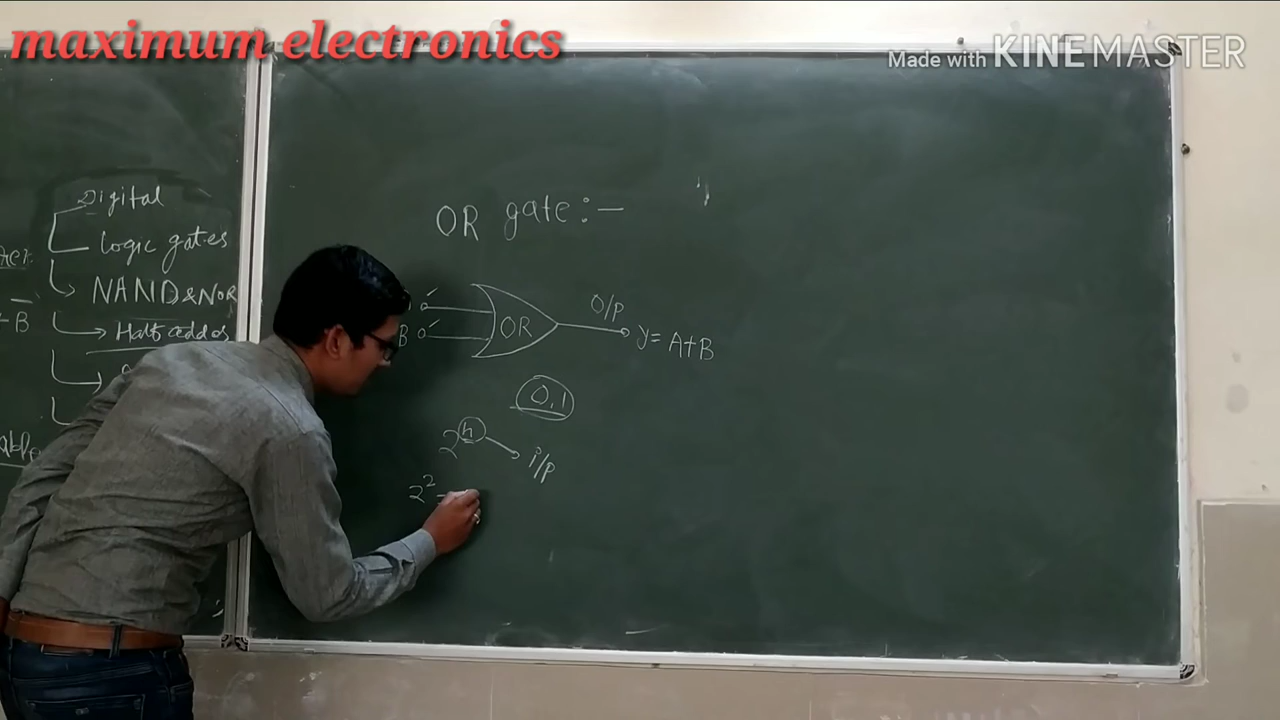 maximum electronics
Made with KINEMASTER
Digital
Logic gates
NAND & NOR
Half adder
B
OR gate :-
B
OR
O/p
y = A+B
0,1
2^n
i/p
2^2 =